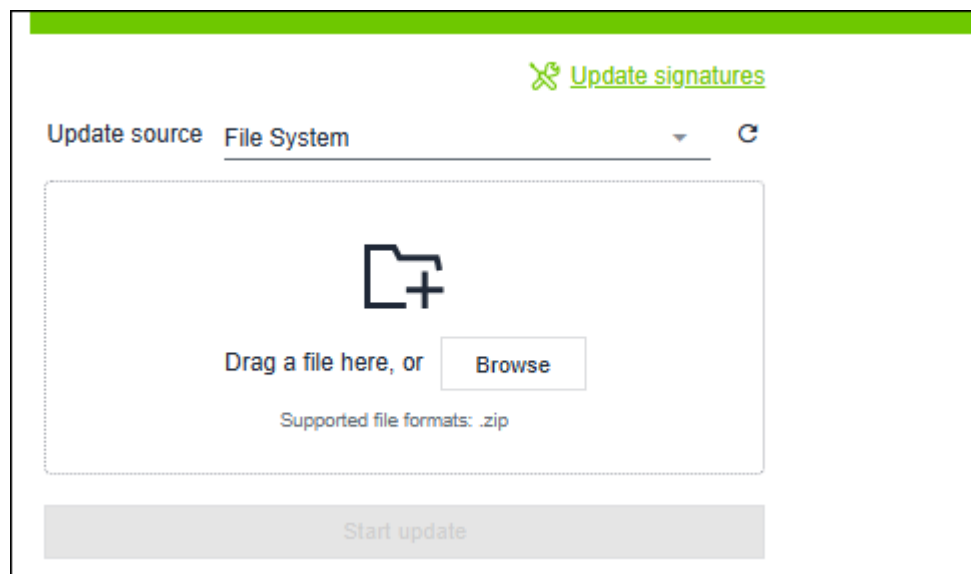 Update signatures
Update source File System
Drag a file here, or Browse
Supported file formats: .zip
Start update